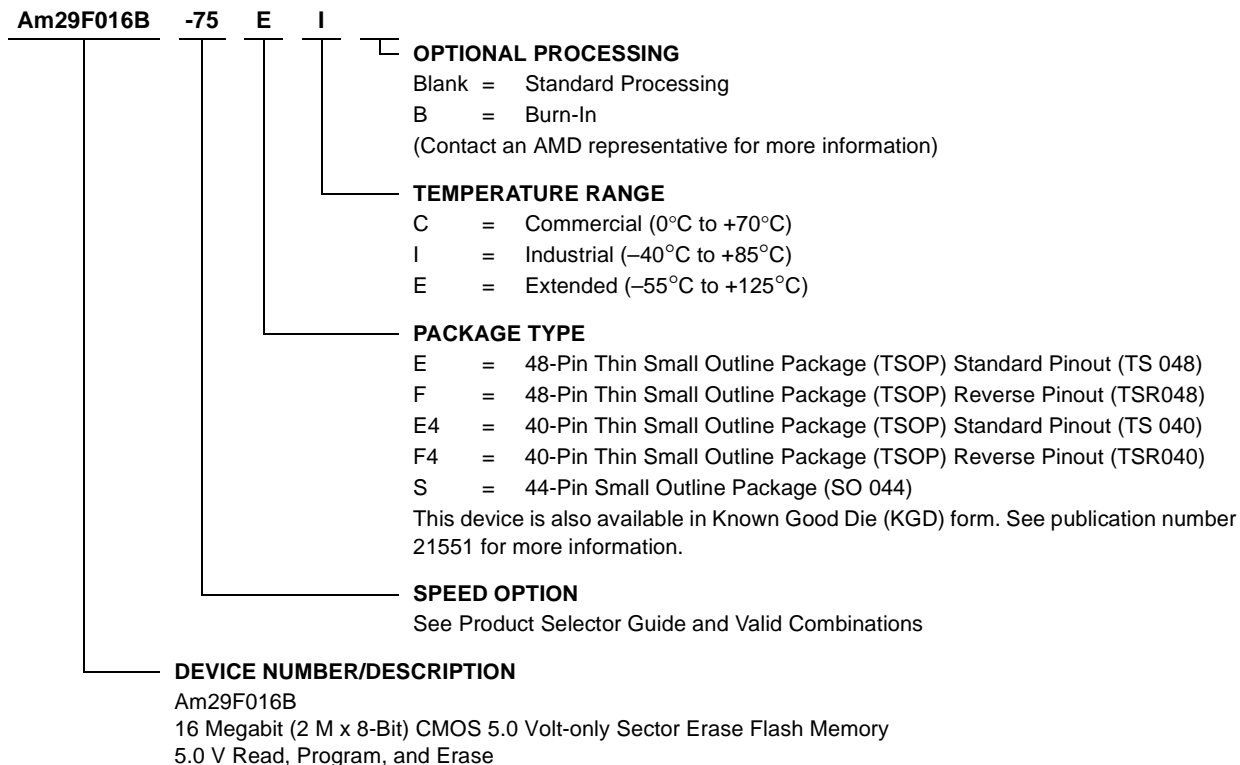 Am29F016B -75 E I
OPTIONAL PROCESSING
Blank = Standard Processing
B = Burn-In
(Contact an AMD representative for more information)
TEMPERATURE RANGE
C = Commercial (0°C to +70°C)
I = Industrial (–40°C to +85°C)
E = Extended (–55°C to +125°C)
PACKAGE TYPE
E = 48-Pin Thin Small Outline Package (TSOP) Standard Pinout (TS 048)
F = 48-Pin Thin Small Outline Package (TSOP) Reverse Pinout (TSR048)
E4 = 40-Pin Thin Small Outline Package (TSOP) Standard Pinout (TS 040)
F4 = 40-Pin Thin Small Outline Package (TSOP) Reverse Pinout (TSR040)
S = 44-Pin Small Outline Package (SO 044)
This device is also available in Known Good Die (KGD) form. See publication number
21551 for more information.
SPEED OPTION
See Product Selector Guide and Valid Combinations
DEVICE NUMBER/DESCRIPTION
Am29F016B
16 Megabit (2 M x 8-Bit) CMOS 5.0 Volt-only Sector Erase Flash Memory
5.0 V Read, Program, and Erase